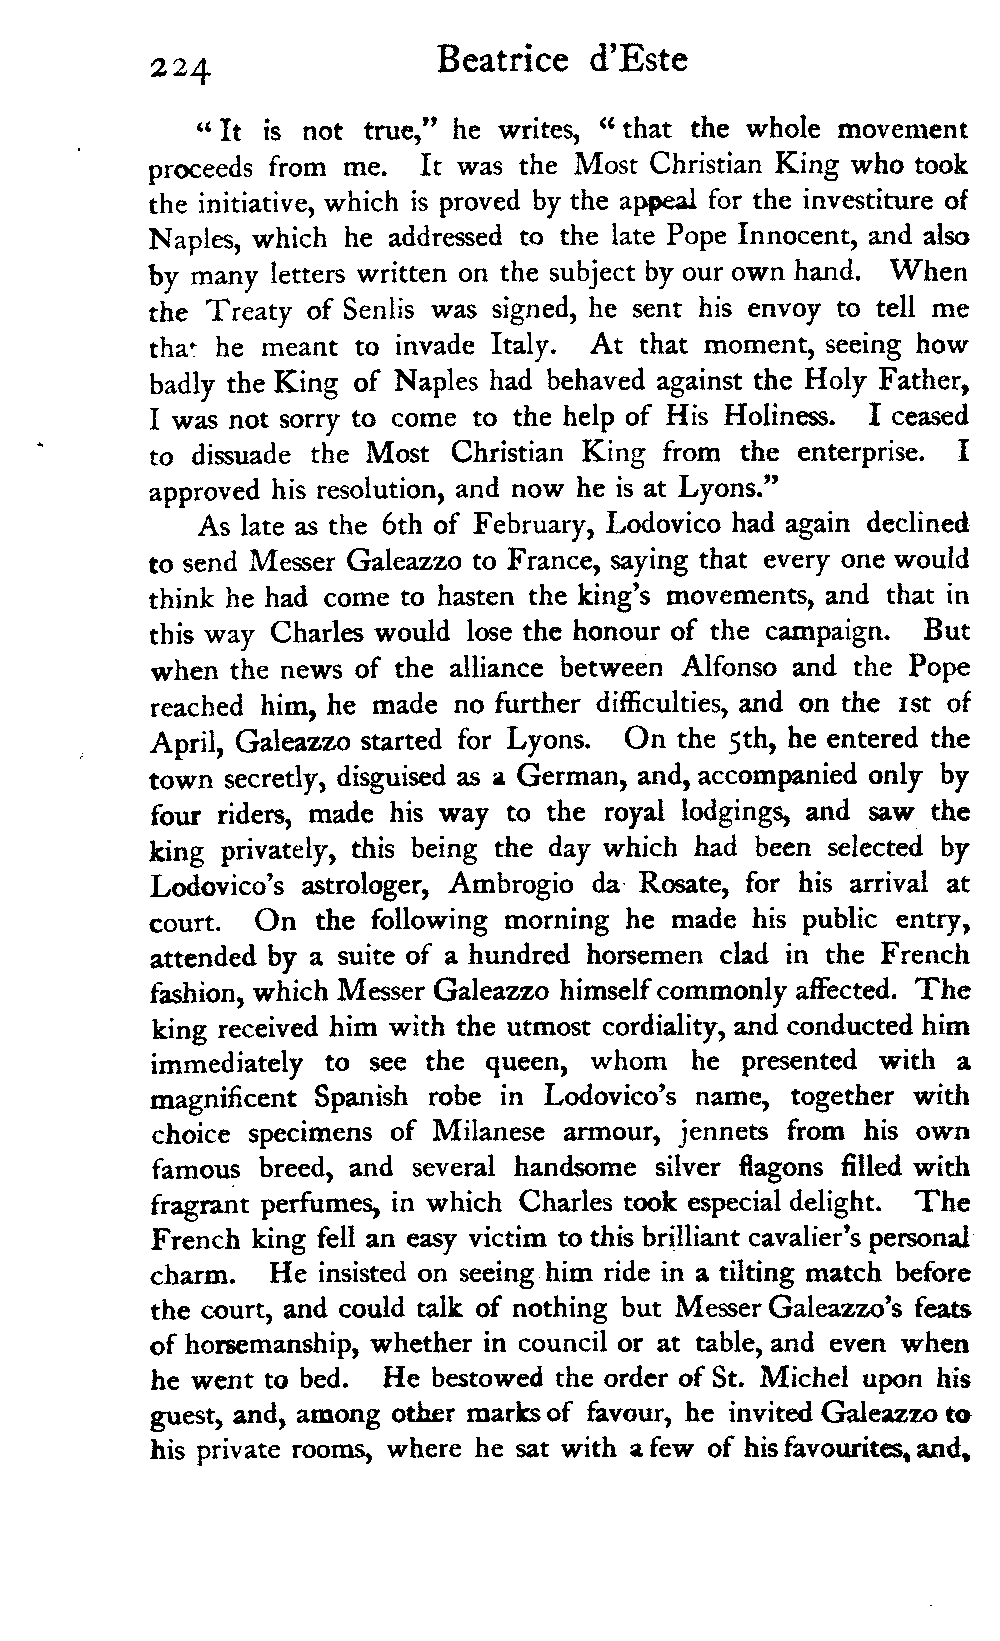 224 Beatrice d'Este
“ It is not true,” he writes, “ that the whole movement
proceeds from me. It was the Most Christian King who took
the initiative, which is proved by the appeal for the investiture of
Naples, which he addressed to the late Pope Innocent, and also
by many letters written on the subject by our own hand. When
the Treaty of Senlis was signed, he sent his envoy to tell me
that he meant to invade Italy. At that moment, seeing how
badly the King of Naples had behaved against the Holy Father,
I was not sorry to come to the help of His Holiness. I ceased
to dissuade the Most Christian King from the enterprise. I
approved his resolution, and now he is at Lyons.”
As late as the 6th of February, Lodovico had again declined
to send Messer Galeazzo to France, saying that every one would
think he had come to hasten the king's movements, and that in
this way Charles would lose the honour of the campaign. But
when the news of the alliance between Alfonso and the Pope
reached him, he made no further difficulties, and on the 1st of
April, Galeazzo started for Lyons. On the 5th, he entered the
town secretly, disguised as a German, and, accompanied only by
four riders, made his way to the royal lodgings, and saw the
king privately, this being the day which had been selected by
Lodovico's astrologer, Ambrogio da Rosate, for his arrival at
court. On the following morning he made his public entry,
attended by a suite of a hundred horsemen clad in the French
fashion, which Messer Galeazzo himself commonly affected. The
king received him with the utmost cordiality, and conducted him
immediately to see the queen, whom he presented with a
magnificent Spanish robe in Lodovico's name, together with
choice specimens of Milanese armour, jennets from his own
famous breed, and several handsome silver flagons filled with
fragrant perfumes, in which Charles took especial delight. The
French king fell an easy victim to this brilliant cavalier's personal
charm. He insisted on seeing him ride in a tilting match before
the court, and could talk of nothing but Messer Galeazzo's feats
of horsemanship, whether in council or at table, and even when
he went to bed. He bestowed the order of St. Michel upon his
guest, and, among other marks of favour, he invited Galeazzo to
his private rooms, where he sat with a few of his favourites, and,